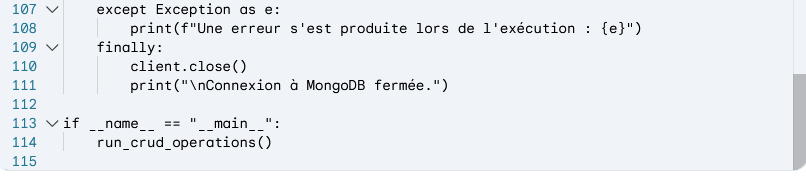 107 except Exception as e:
108 print(f"Une erreur s'est produite lors de l'exécution : {e}")
109 finally:
110 client.close()
111 print("\nConnexion à MongoDB fermée.")
112
113 if __name__ == "__main__":
114 run_crud_operations()
115